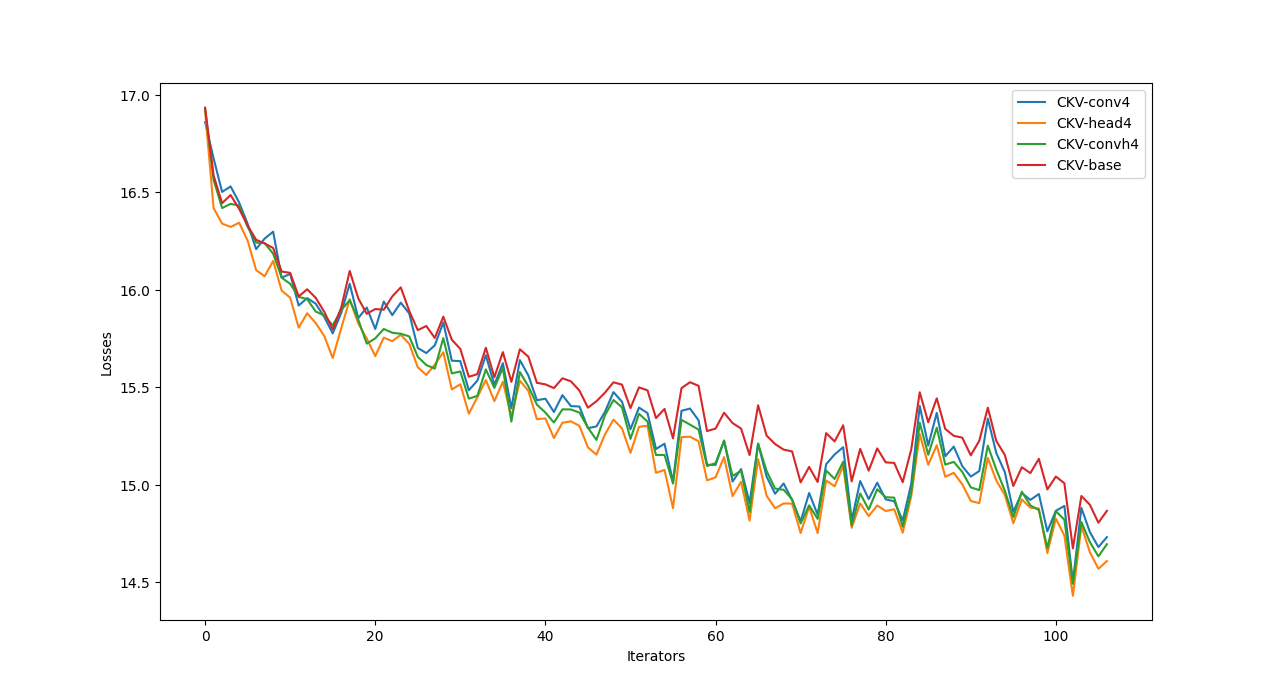 CKV-conv4
CKV-head4
CKV-convh4
CKV-base
17.0
16.5
16.0
15.5
15.0
14.5
Losses
0 20 40 60 80 100
Iterators